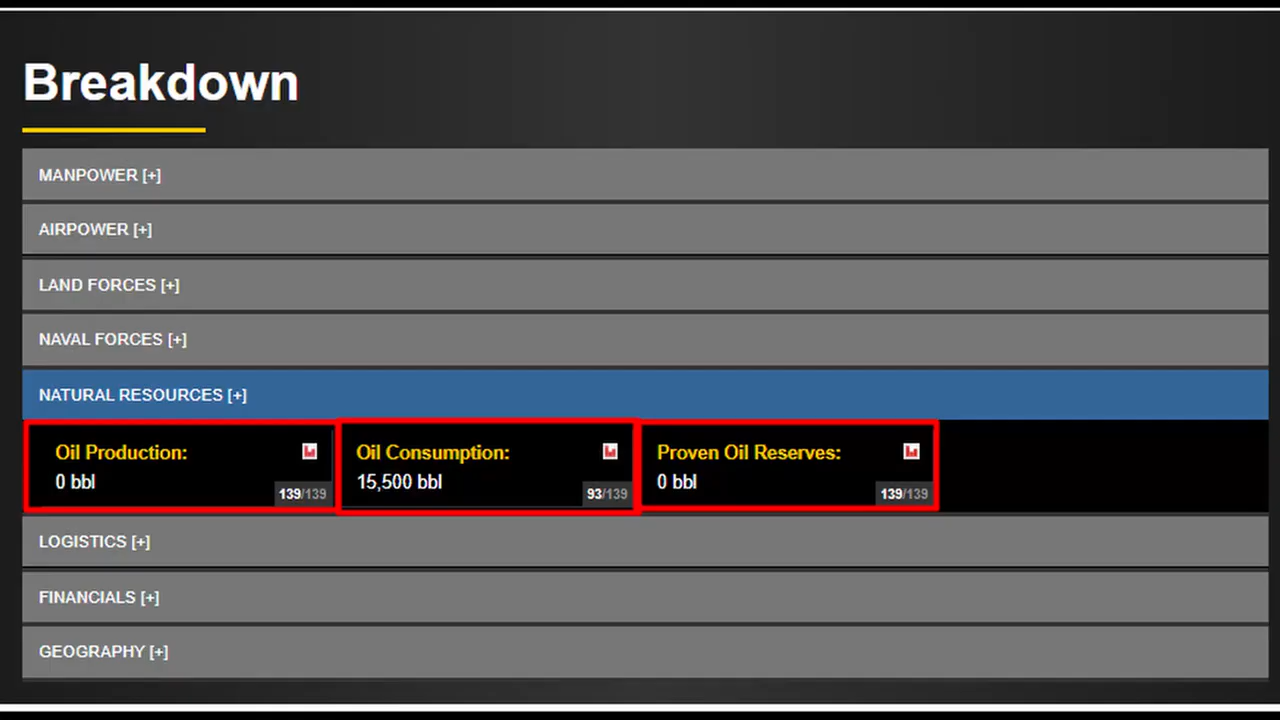 Breakdown
MANPOWER [+]
AIRPOWER [+]
LAND FORCES [+]
NAVAL FORCES [+]
NATURAL RESOURCES [+]
Oil Production:
0 bbl
139/139
Oil Consumption:
15,500 bbl
93/139
Proven Oil Reserves:
0 bbl
139/139
LOGISTICS [+]
FINANCIALS [+]
GEOGRAPHY [+]